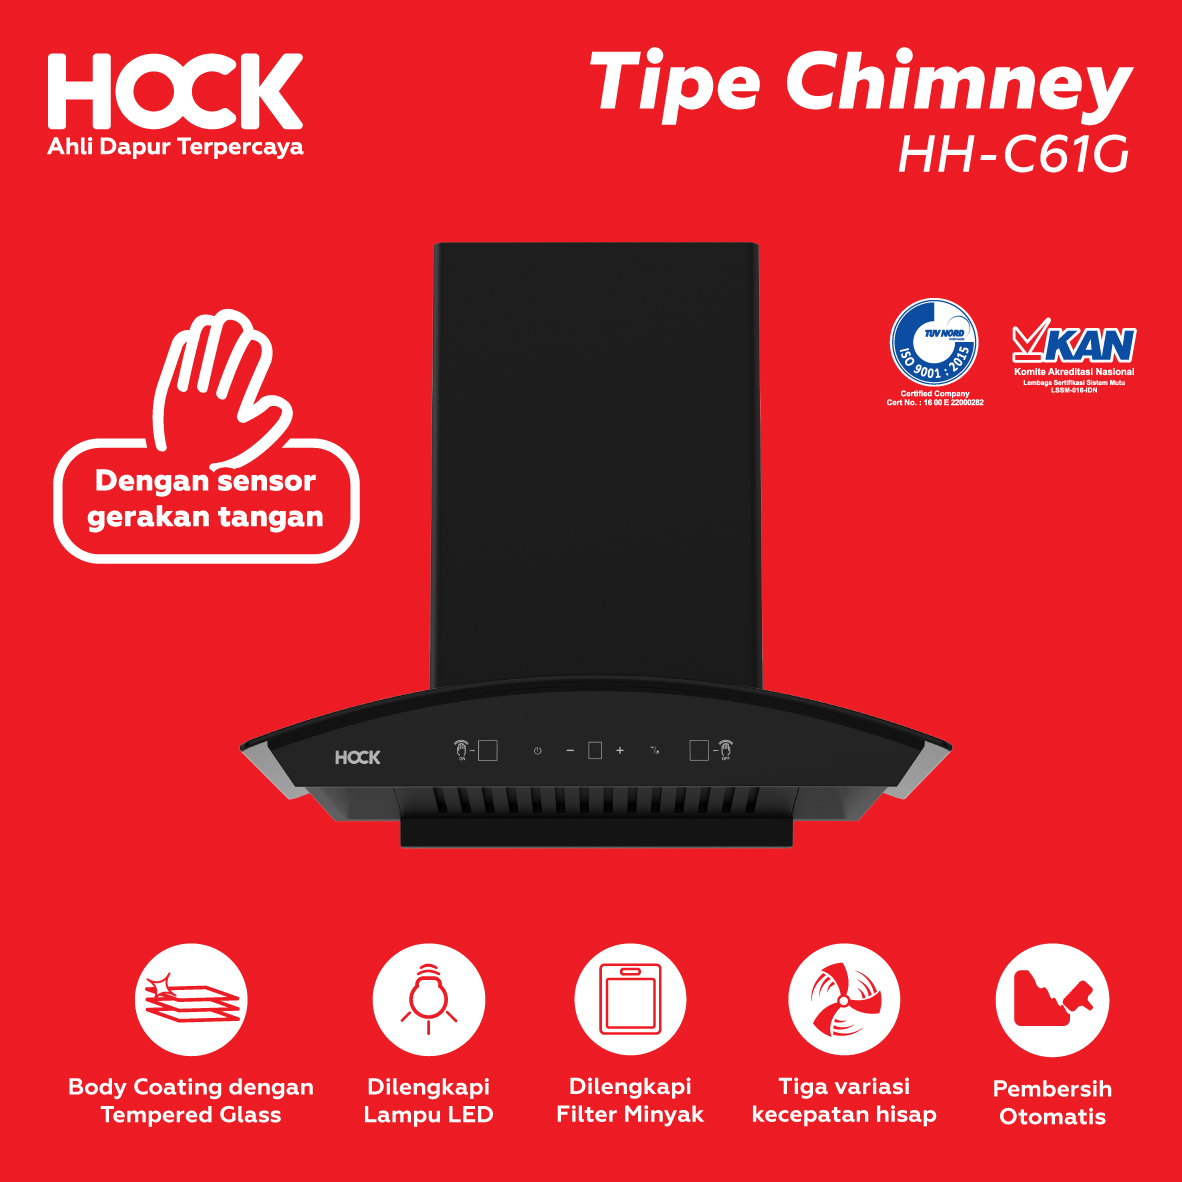 HOCK
Ahli Dapur Terpercaya
Tipe Chimney
HH-C61G
TUV NORD
ISO 9001 : 2015
Certified Company
Cert No. : 16 00 E 22000282
KAN
Komite Akreditasi Nasional
Lembaga Sertifikasi Sistem Mutu
LSSM-016-IDN
Dengan sensor
gerakan tangan
HOCK
ON
- +
OFF
Body Coating dengan
Tempered Glass
Dilengkapi
Lampu LED
Dilengkapi
Filter Minyak
Tiga variasi
kecepatan hisap
Pembersih
Otomatis